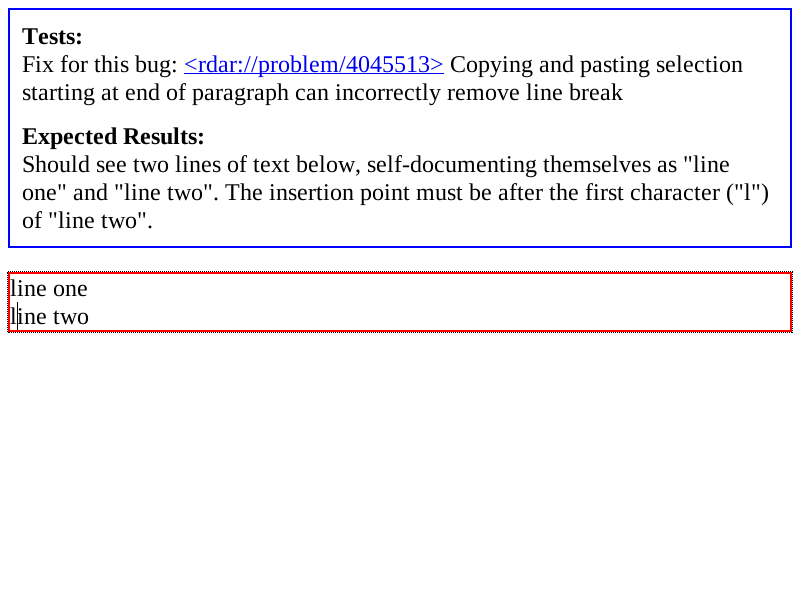 Tests:
Fix for this bug: <rdar://problem/4045513> Copying and pasting selection
starting at end of paragraph can incorrectly remove line break
Expected Results:
Should see two lines of text below, self-documenting themselves as "line
one" and "line two". The insertion point must be after the first character ("l")
of "line two".
line one
line two